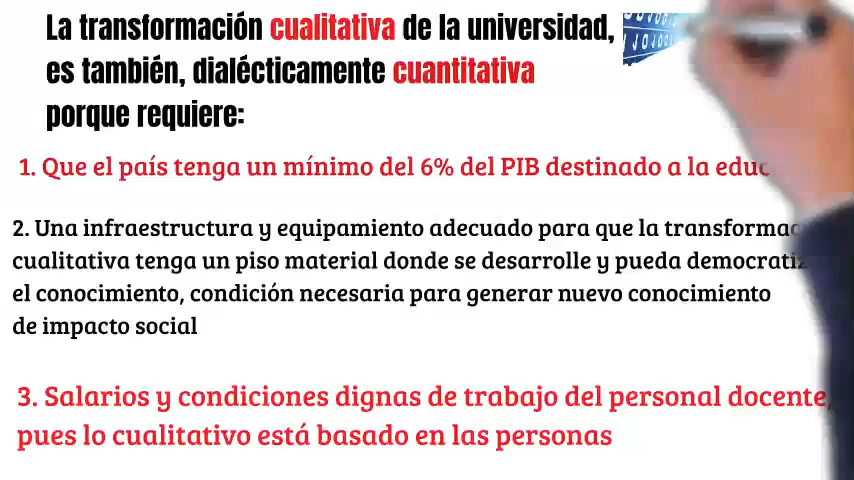 La transformación cualitativa de la universidad,
es también, dialécticamente cuantitativa
porque requiere:
1. Que el país tenga un mínimo del 6% del PIB destinado a la
2. Una infraestructura y equipamiento adecuado para que la
cualitativa tenga un piso material donde se desarrolle y pueda
el conocimiento, condición necesaria para generar nuevo conocimiento
de impacto social
3. Salarios y condiciones dignas de trabajo del personal docente,
pues lo cualitativo está basado en las personas